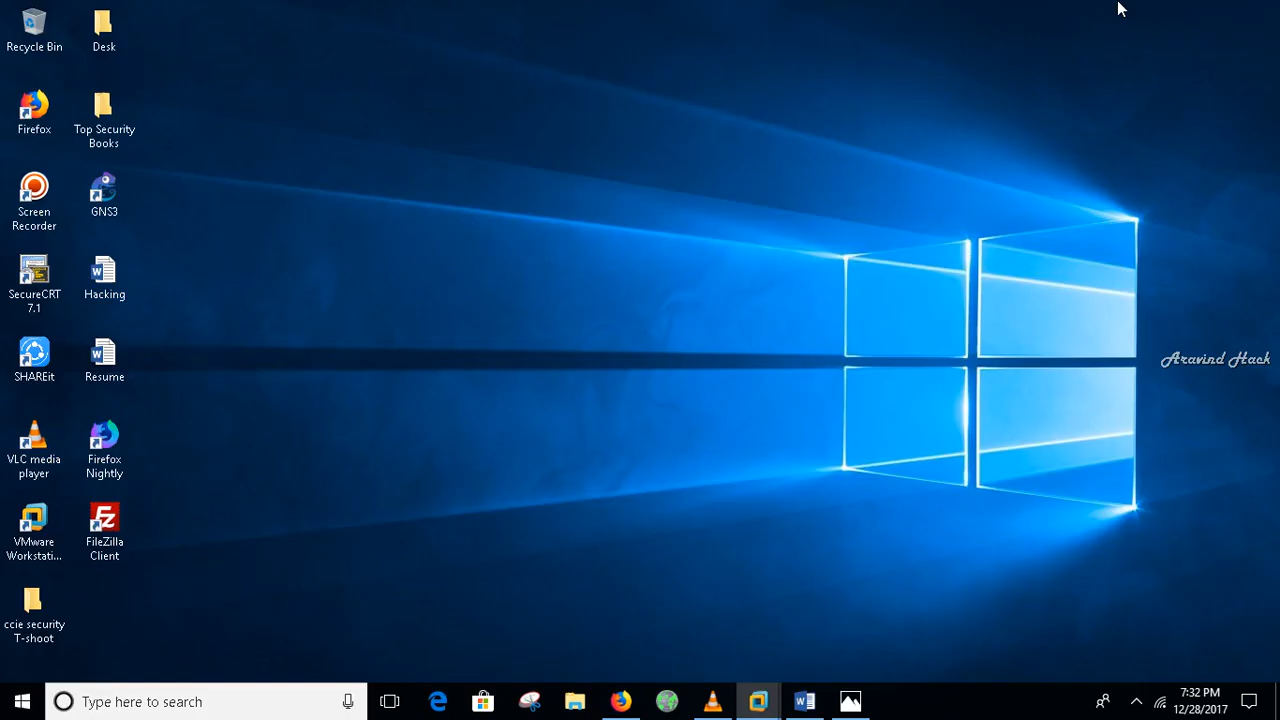 Recycle Bin
Desk
Firefox
Top Security
Books
Screen
Recorder
GNS3
SecureCRT
7.1
Hacking
SHAREit
Resume
VLC media
player
Firefox
Nightly
VMware
Workstati...
FileZilla
Client
ccie security
T-shoot
Aravind Hack
Type here to search
7:32 PM
12/28/2017